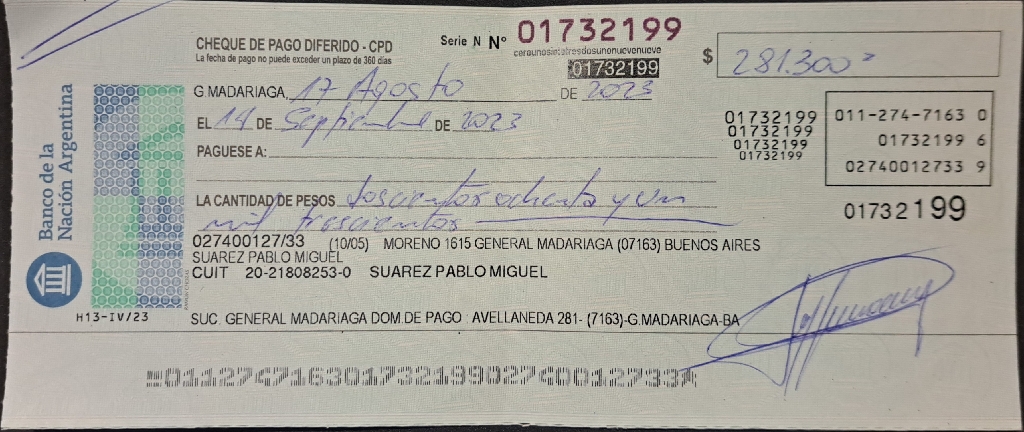 CHEQUE DE PAGO DIFERIDO - CPD
La fecha de pago no puede exceder un plazo de 360 días
Serie N Nº 01732199
cerounosietetresdosunonuevenueve
01732199
$ 281.300=
G.MADARIAGA, 17 Agosto DE 2023
EL 14 DE Septiembre DE 2023
PAGUESE A:
01732199
01732199
01732199
01732199
011-274-7163 0
01732199 6
02740012733 9
LA CANTIDAD DE PESOS doscientos ochenta y un
mil trescientos
01732199
027400127/33 (10/05) MORENO 1615 GENERAL MADARIAGA (07163) BUENOS AIRES
SUAREZ PABLO MIGUEL
CUIT 20-21808253-0 SUAREZ PABLO MIGUEL
SUC. GENERAL MADARIAGA DOM.DE PAGO : AVELLANEDA 281- (7163)-G.MADARIAGA-BA
Banco de la
Nación Argentina
H13-IV/23
01127471630173219902740012733